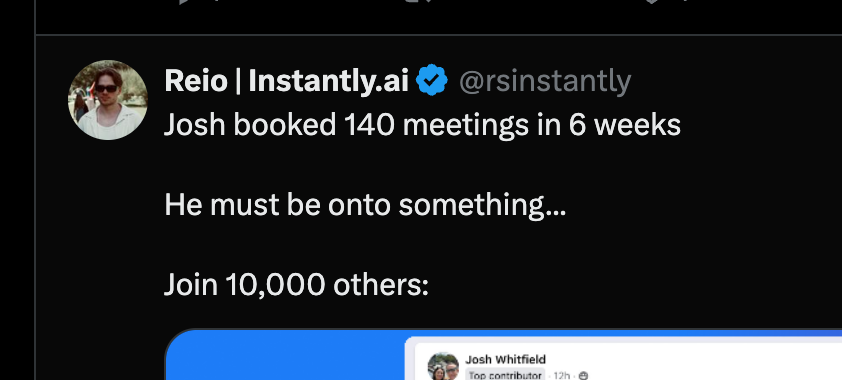 Reio | Instantly.ai @rsinstantly
Josh booked 140 meetings in 6 weeks
He must be onto something...
Join 10,000 others:
Josh Whitfield
Top contributor · 12h ·